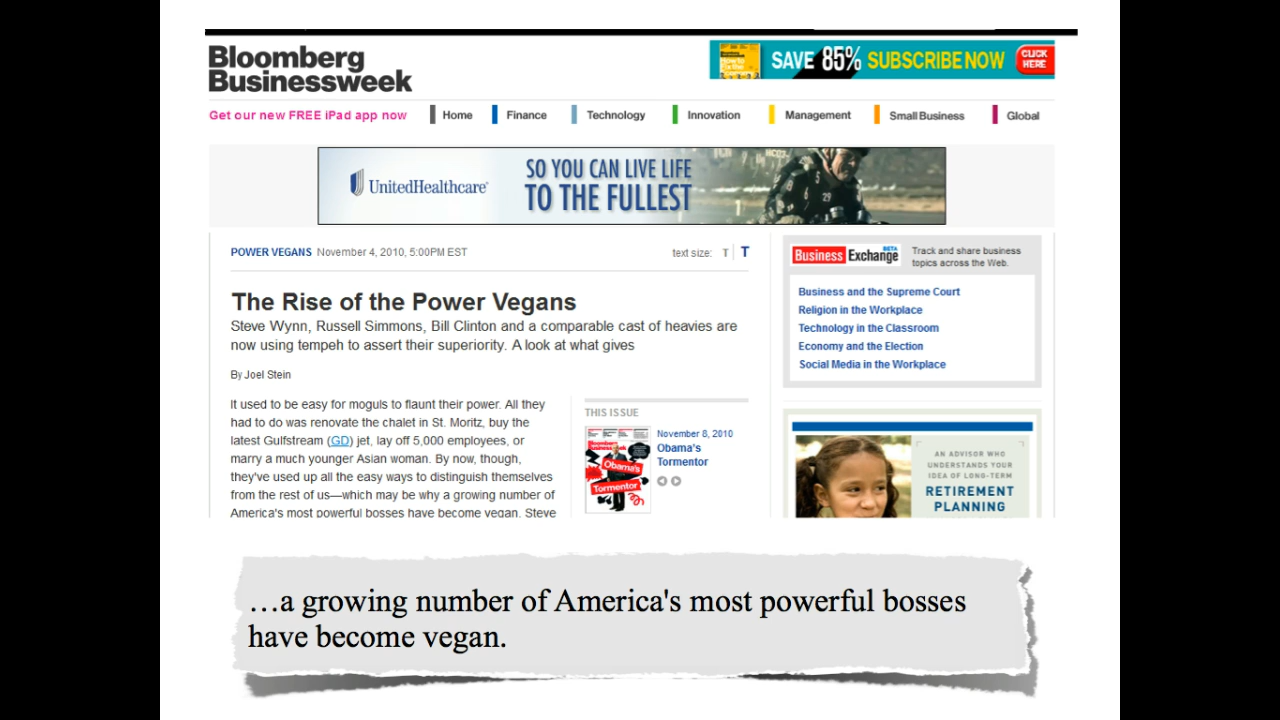 Bloomberg
Businessweek
SAVE 85% SUBSCRIBE NOW
CLICK
HERE
Get our new FREE iPad app now
Home
Finance
Technology
Innovation
Management
Small Business
Global
UnitedHealthcare
SO YOU CAN LIVE LIFE
TO THE FULLEST
POWER VEGANS November 4, 2010, 5:00PM EST
text size: T T
The Rise of the Power Vegans
Steve Wynn, Russell Simmons, Bill Clinton and a comparable cast of heavies are
now using tempeh to assert their superiority. A look at what gives
By Joel Stein
It used to be easy for moguls to flaunt their power. All they
had to do was renovate the chalet in St. Moritz, buy the
latest Gulfstream (GD) jet, lay off 5,000 employees, or
marry a much younger Asian woman. By now, though,
they've used up all the easy ways to distinguish themselves
from the rest of us—which may be why a growing number of
America's most powerful bosses have become vegan. Steve
THIS ISSUE
Obama's
Tormentor
November 8, 2010
Obama's
Tormentor
Business Exchange BETA
Track and share business
topics across the Web.
Business and the Supreme Court
Religion in the Workplace
Technology in the Classroom
Economy and the Election
Social Media in the Workplace
AN ADVISOR WHO
UNDERSTANDS YOUR
IDEA OF LONG-TERM
RETIREMENT
PLANNING
…a growing number of America's most powerful bosses
have become vegan.